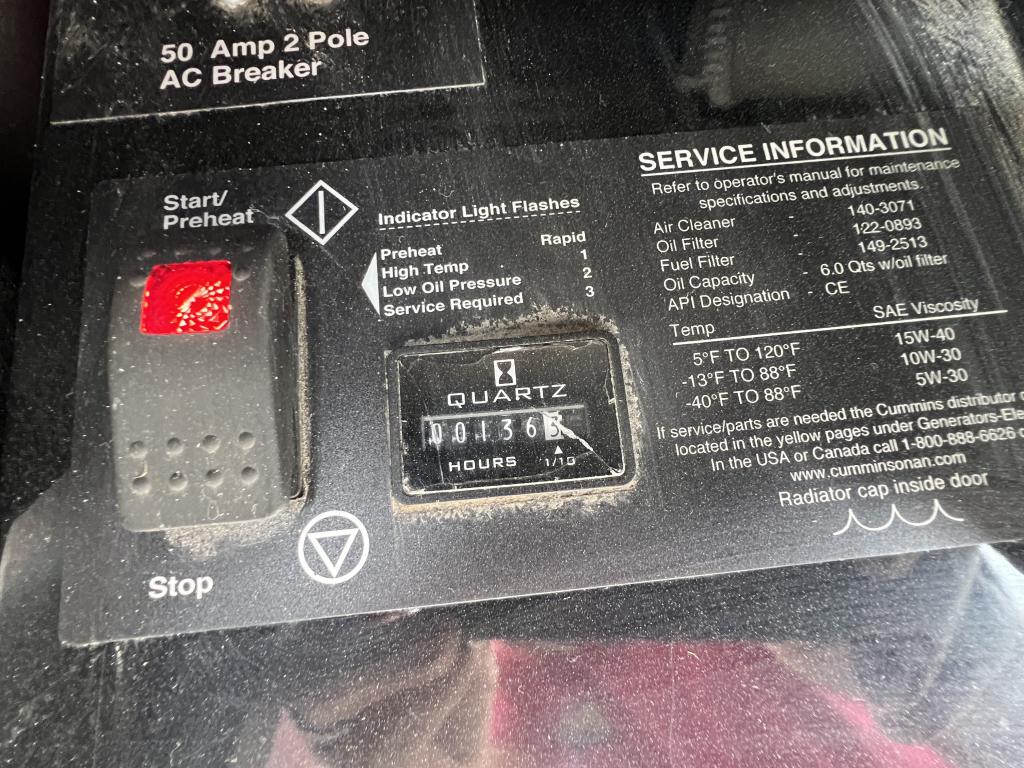 50 Amp 2 Pole
AC Breaker
Start/
Preheat
Indicator Light Flashes
Preheat Rapid
High Temp 1
Low Oil Pressure 2
Service Required 3
QUARTZ
00136
HOURS 1/10
Stop
SERVICE INFORMATION
Refer to operator's manual for maintenance
specifications and adjustments.
Air Cleaner - 140-3071
Oil Filter - 122-0893
Fuel Filter - 149-2513
Oil Capacity - 6.0 Qts w/oil filter
API Designation - CE
Temp SAE Viscosity
5°F TO 120°F 15W-40
-13°F TO 88°F 10W-30
-40°F TO 88°F 5W-30
If service/parts are needed the Cummins distributor
located in the yellow pages under
In the USA or Canada call 1-800-888-6626
www.cumminsonan.com
Radiator cap inside door